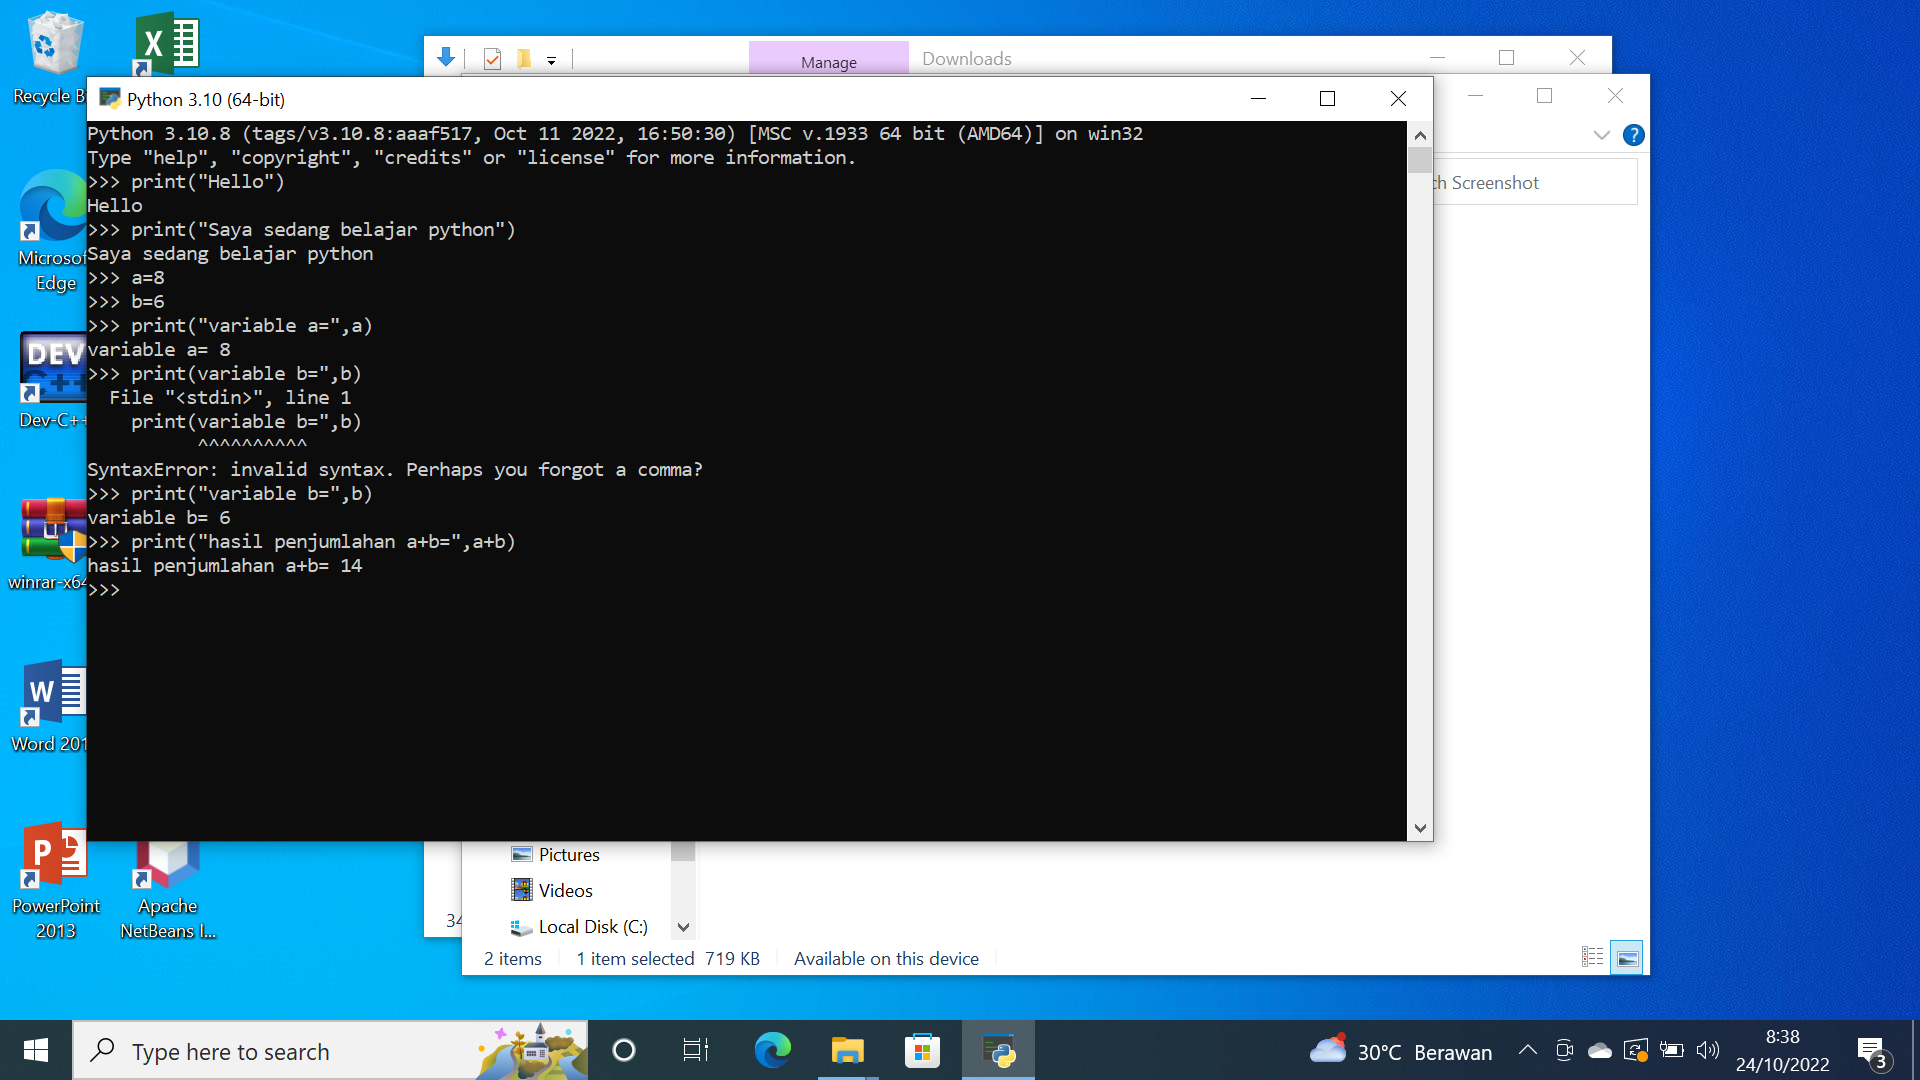 Recycle B
Manage
Downloads
Python 3.10 (64-bit)
Python 3.10.8 (tags/v3.10.8:aaaf517, Oct 11 2022, 16:50:30) [MSC v.1933 64 bit (AMD64)] on win32
Type "help", "copyright", "credits" or "license" for more information.
>>> print("Hello")
Hello
>>> print("Saya sedang belajar python")
Saya sedang belajar python
>>> a=8
>>> b=6
>>> print("variable a=",a)
variable a= 8
>>> print(variable b=",b)
  File "<stdin>", line 1
    print(variable b=",b)
          ^^^^^^^^^^
SyntaxError: invalid syntax. Perhaps you forgot a comma?
>>> print("variable b=",b)
variable b= 6
>>> print("hasil penjumlahan a+b=",a+b)
hasil penjumlahan a+b= 14
>>>
?
ch Screenshot
Microsof
Edge
DEV
C++
Dev-C++
winrar-x64
W
Word 201
P
PowerPoint
2013
X
Apache
NetBeans I...
Pictures
Videos
Local Disk (C:)
34
2 items
1 item selected 719 KB
Available on this device
Type here to search
30°C Berawan
8:38
24/10/2022
3